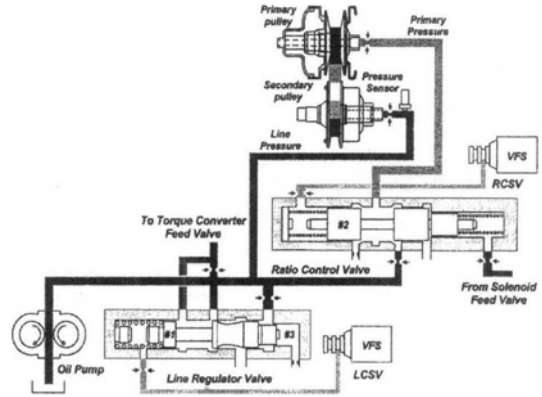 Primary
pulley
Primary
Pressure
Secondary
pulley
Pressure
Sensor
Line
Pressure
VFS
RCSV
To Torque Converter
Feed Valve
#2
Ratio Control Valve
From Solenoid
Feed Valve
#1
#3
VFS
Oil Pump
Line Regulator Valve
LCSV